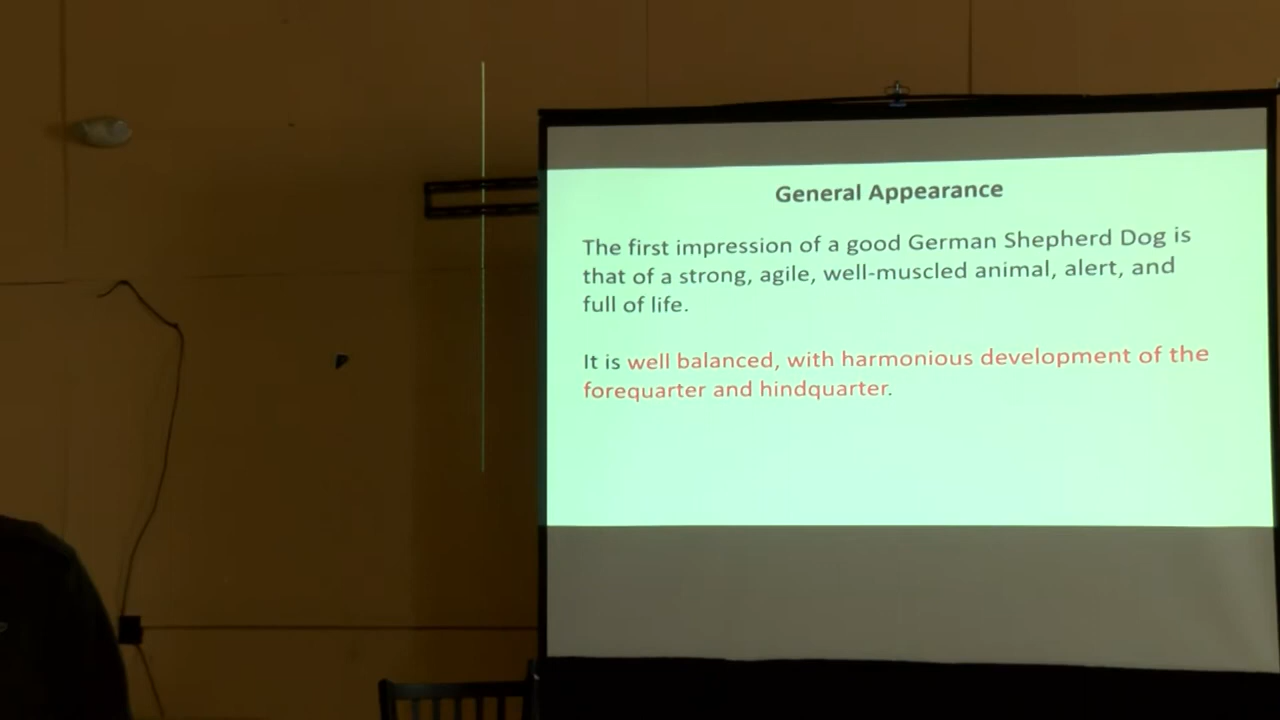 General Appearance
The first impression of a good German Shepherd Dog is
that of a strong, agile, well-muscled animal, alert, and
full of life.
It is well balanced, with harmonious development of the
forequarter and hindquarter.